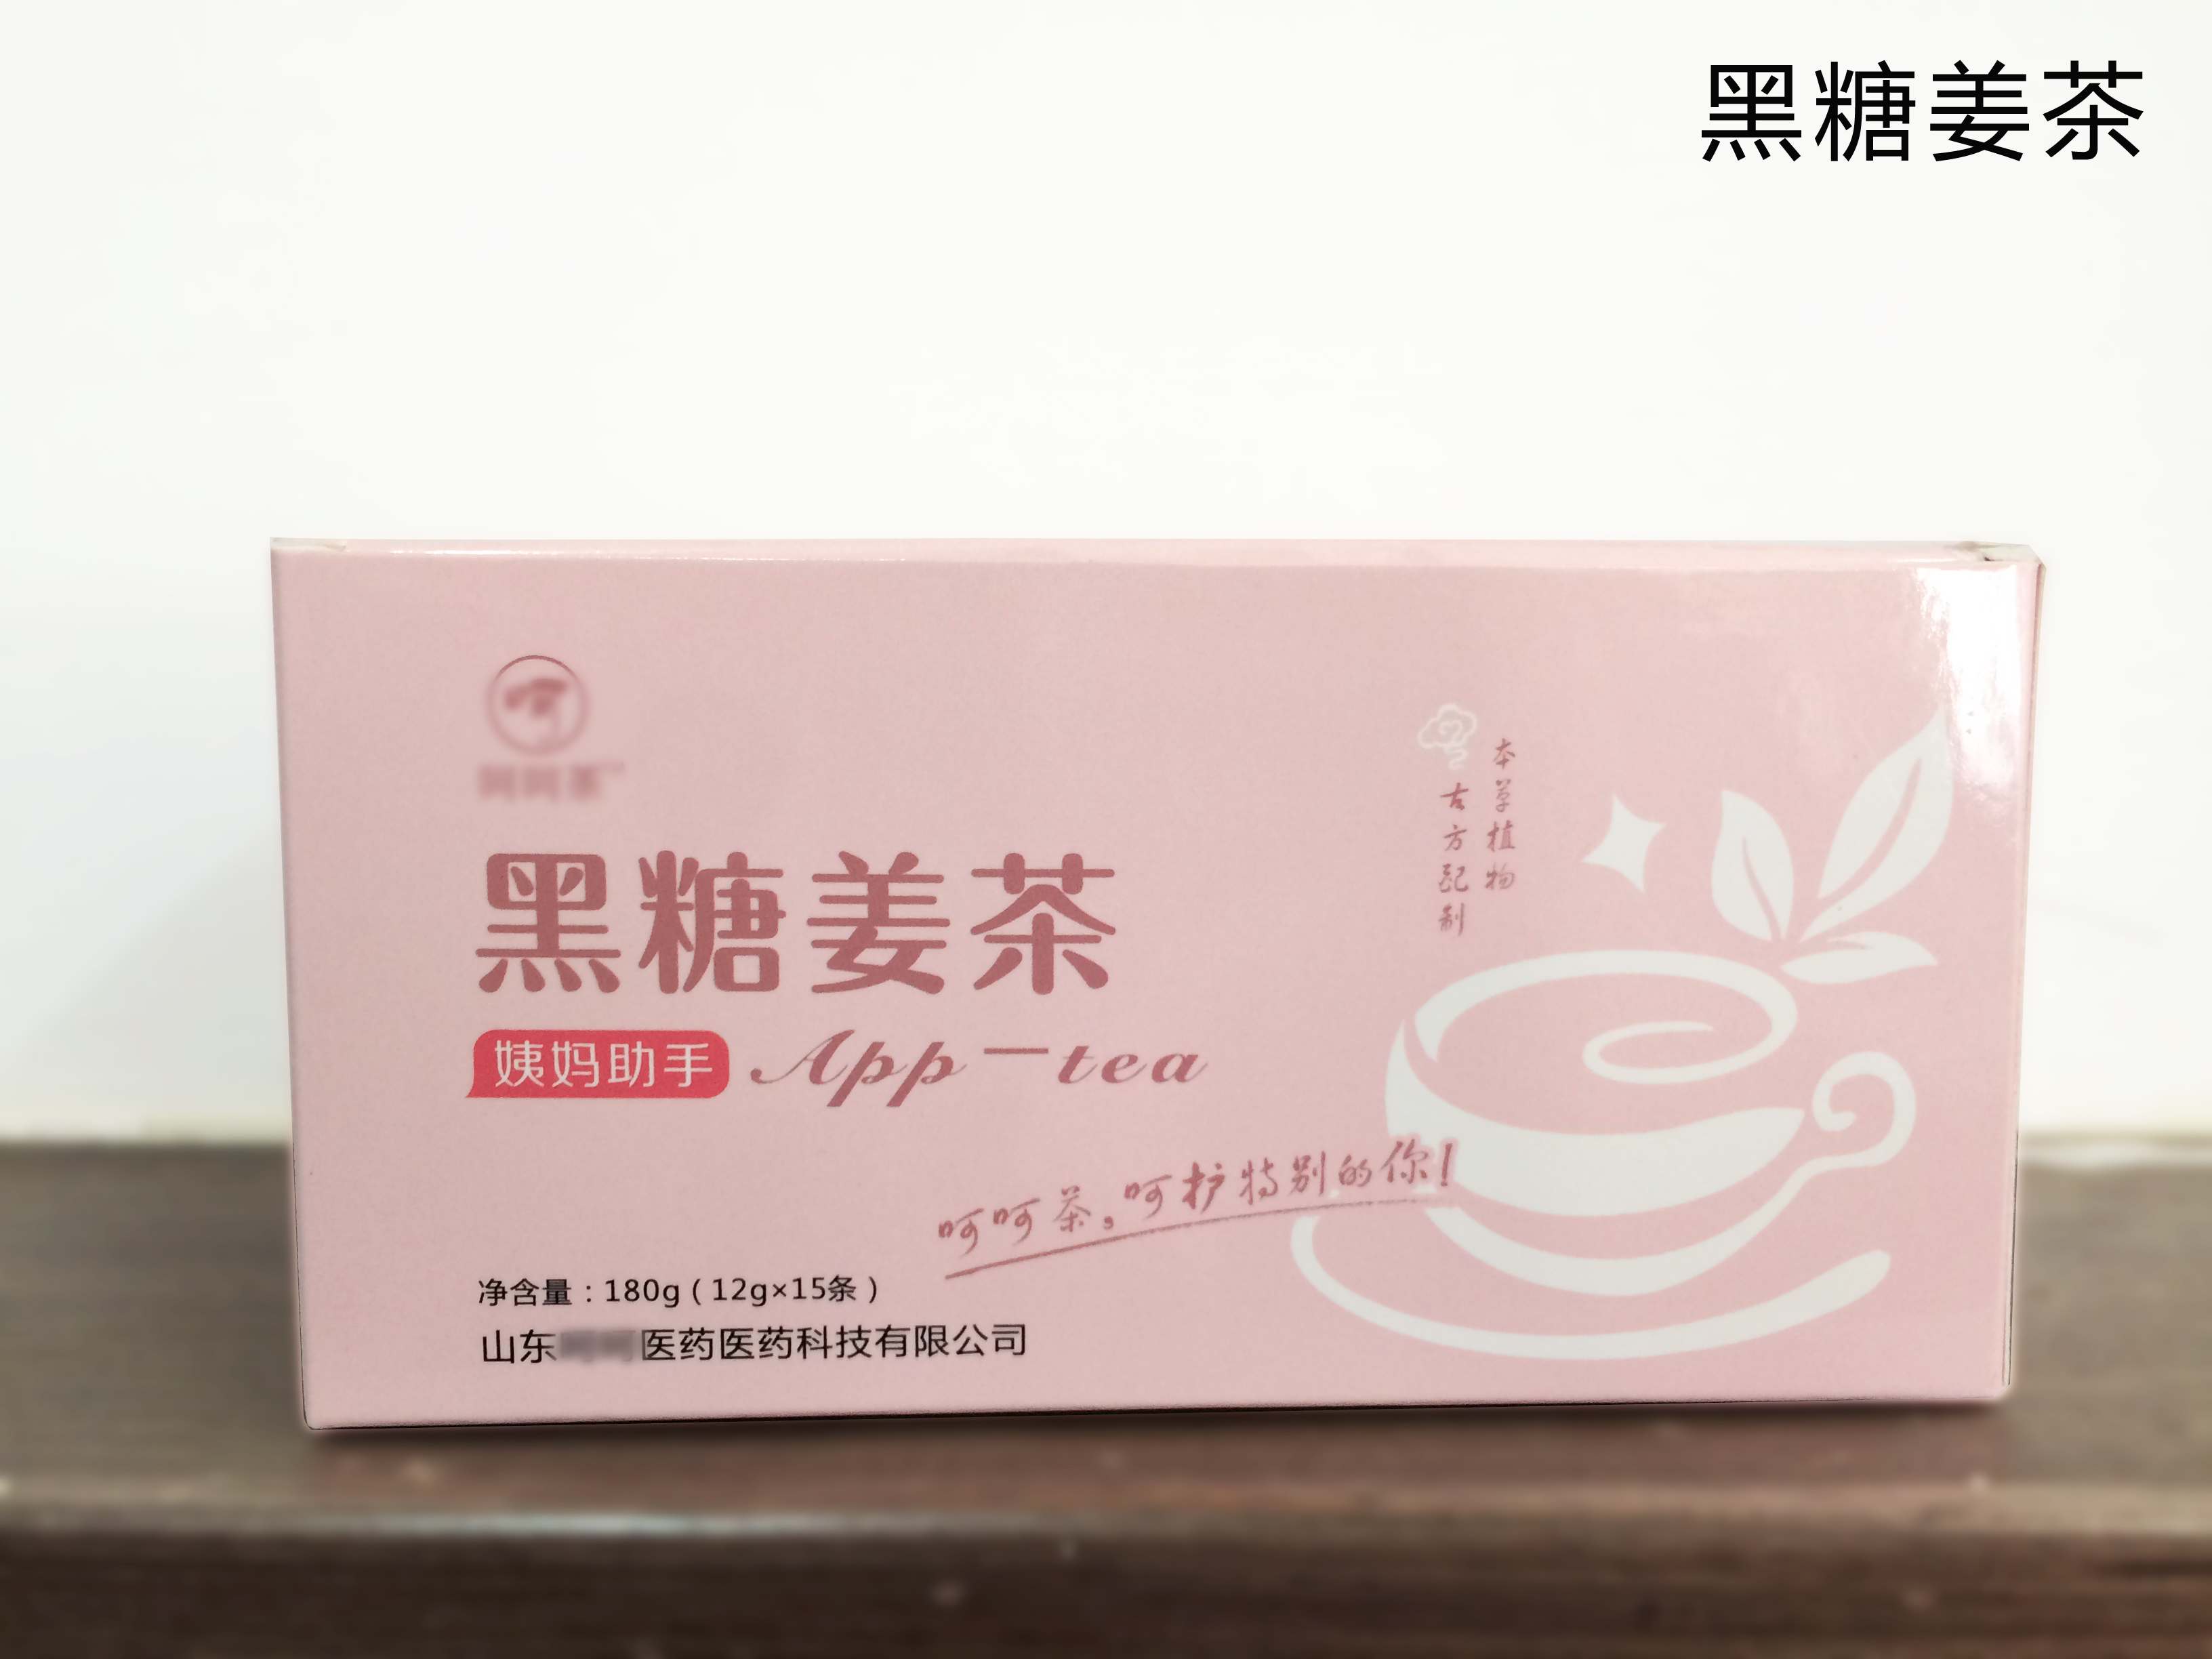 黑糖姜茶
本草植物
古方配制
黑糖姜茶
姨妈助手 App-tea
呵呵茶,呵护特别的你!
净含量:180g(12g×15条)
山东 医药医药科技有限公司